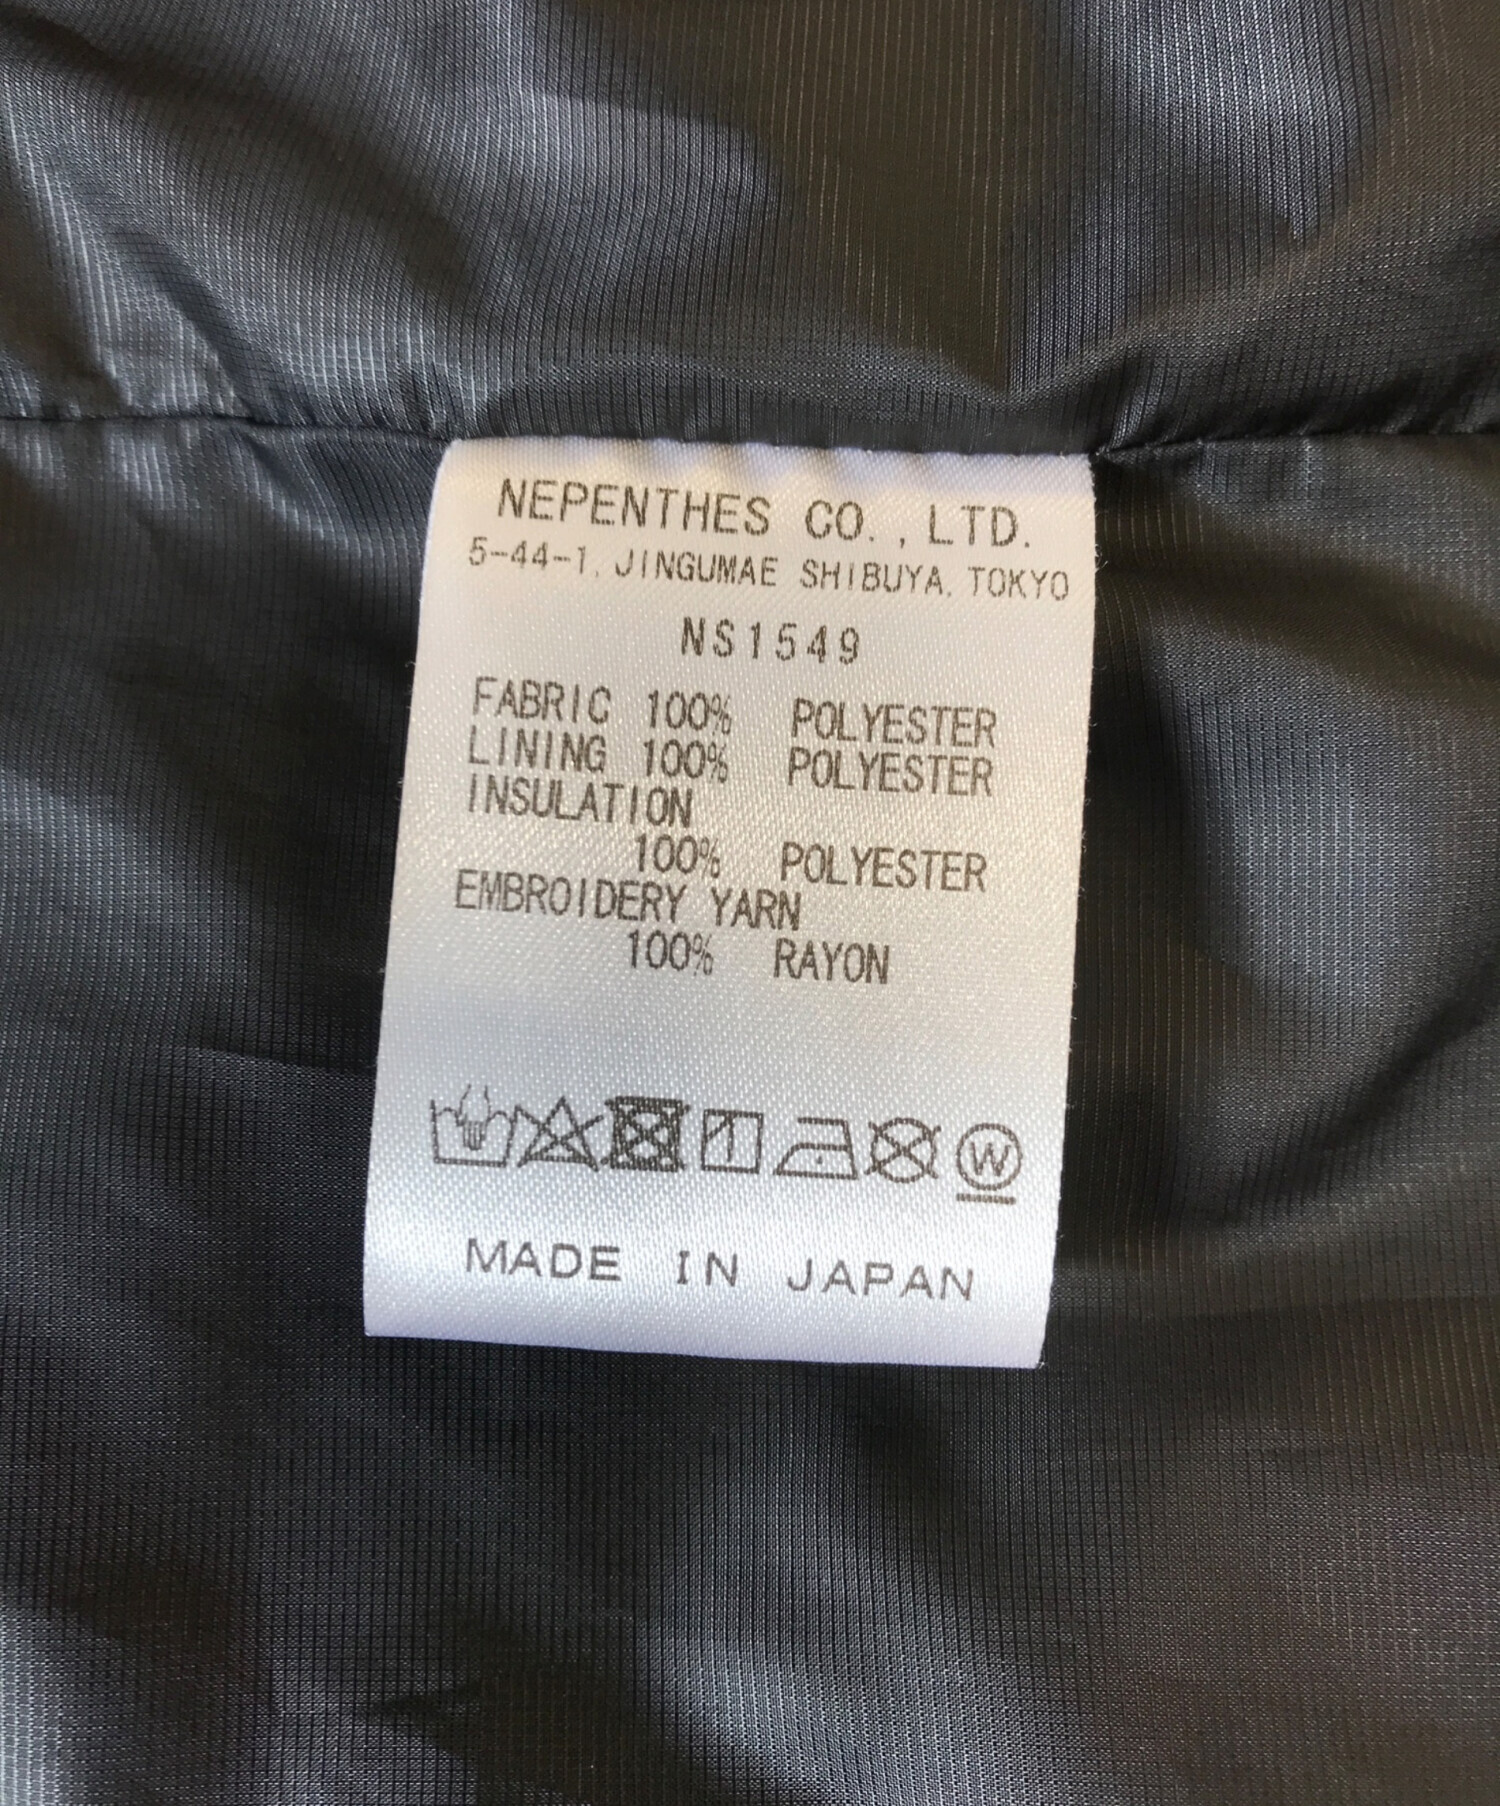 NEPENTHES CO., LTD.
5-44-1, JINGUMAE SHIBUYA, TOKYO
NS1549
FABRIC 100% POLYESTER
LINING 100% POLYESTER
INSULATION
100% POLYESTER
EMBROIDERY YARN
100% RAYON
W
MADE IN JAPAN